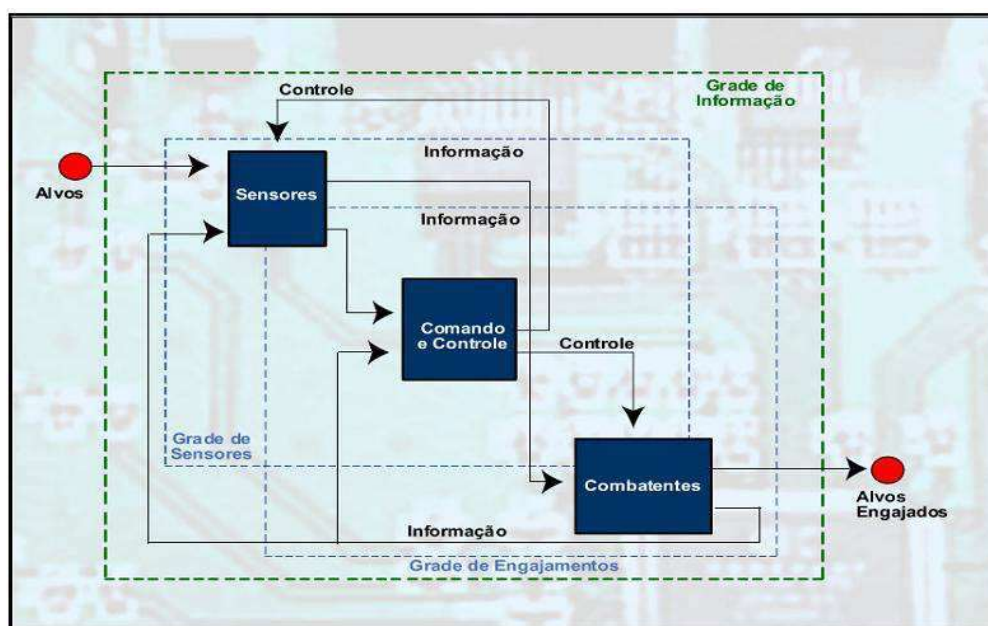 Grade de
Informação
Controle
Informação
Alvos
Sensores
Informação
Comando
e Controle
Controle
Grade de
Sensores
Combatentes
Alvos
Engajados
Informação
Grade de Engajamentos